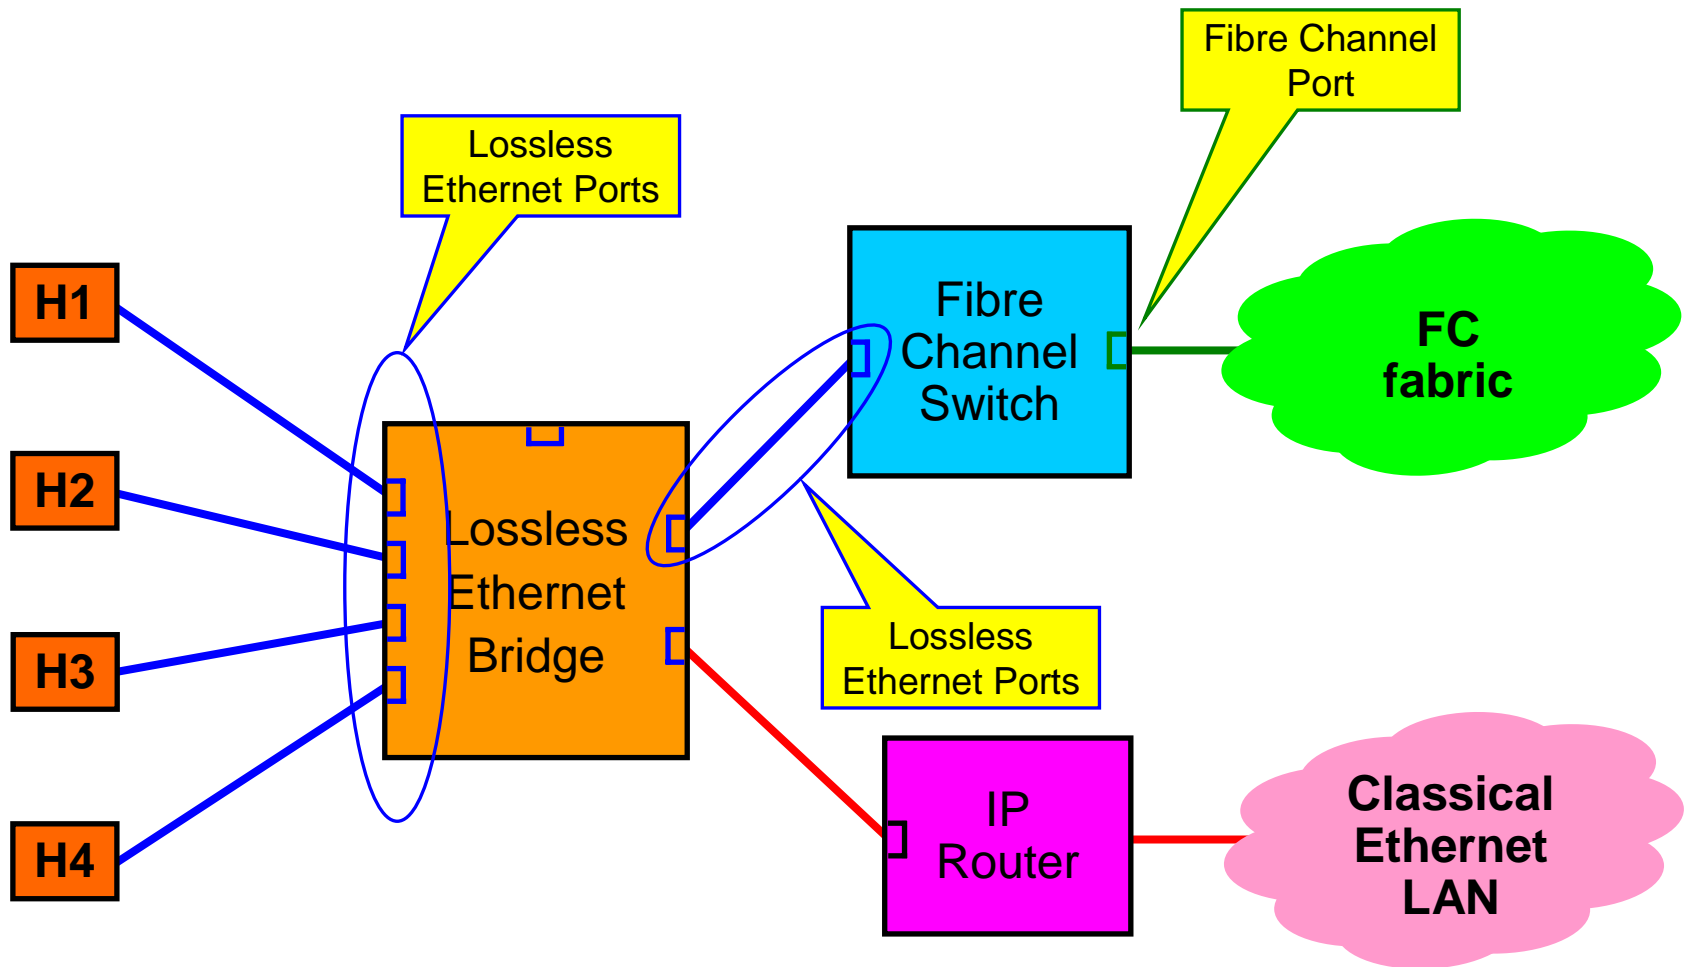 Fibre Channel
Port
Lossless
Ethernet Ports
H1
H2
H3
H4
Lossless
Ethernet
Bridge
Fibre
Channel
Switch
FC
fabric
Lossless
Ethernet Ports
IP
Router
Classical
Ethernet
LAN